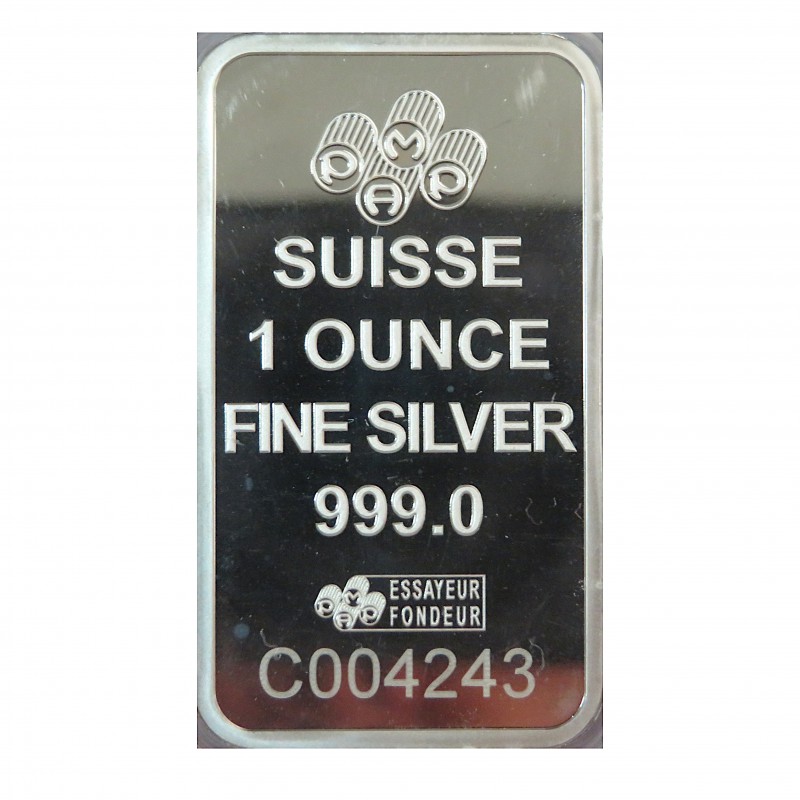 PAMP
SUISSE
1 OUNCE
FINE SILVER
999.0
PAMP ESSAYEUR
FONDEUR
C004243